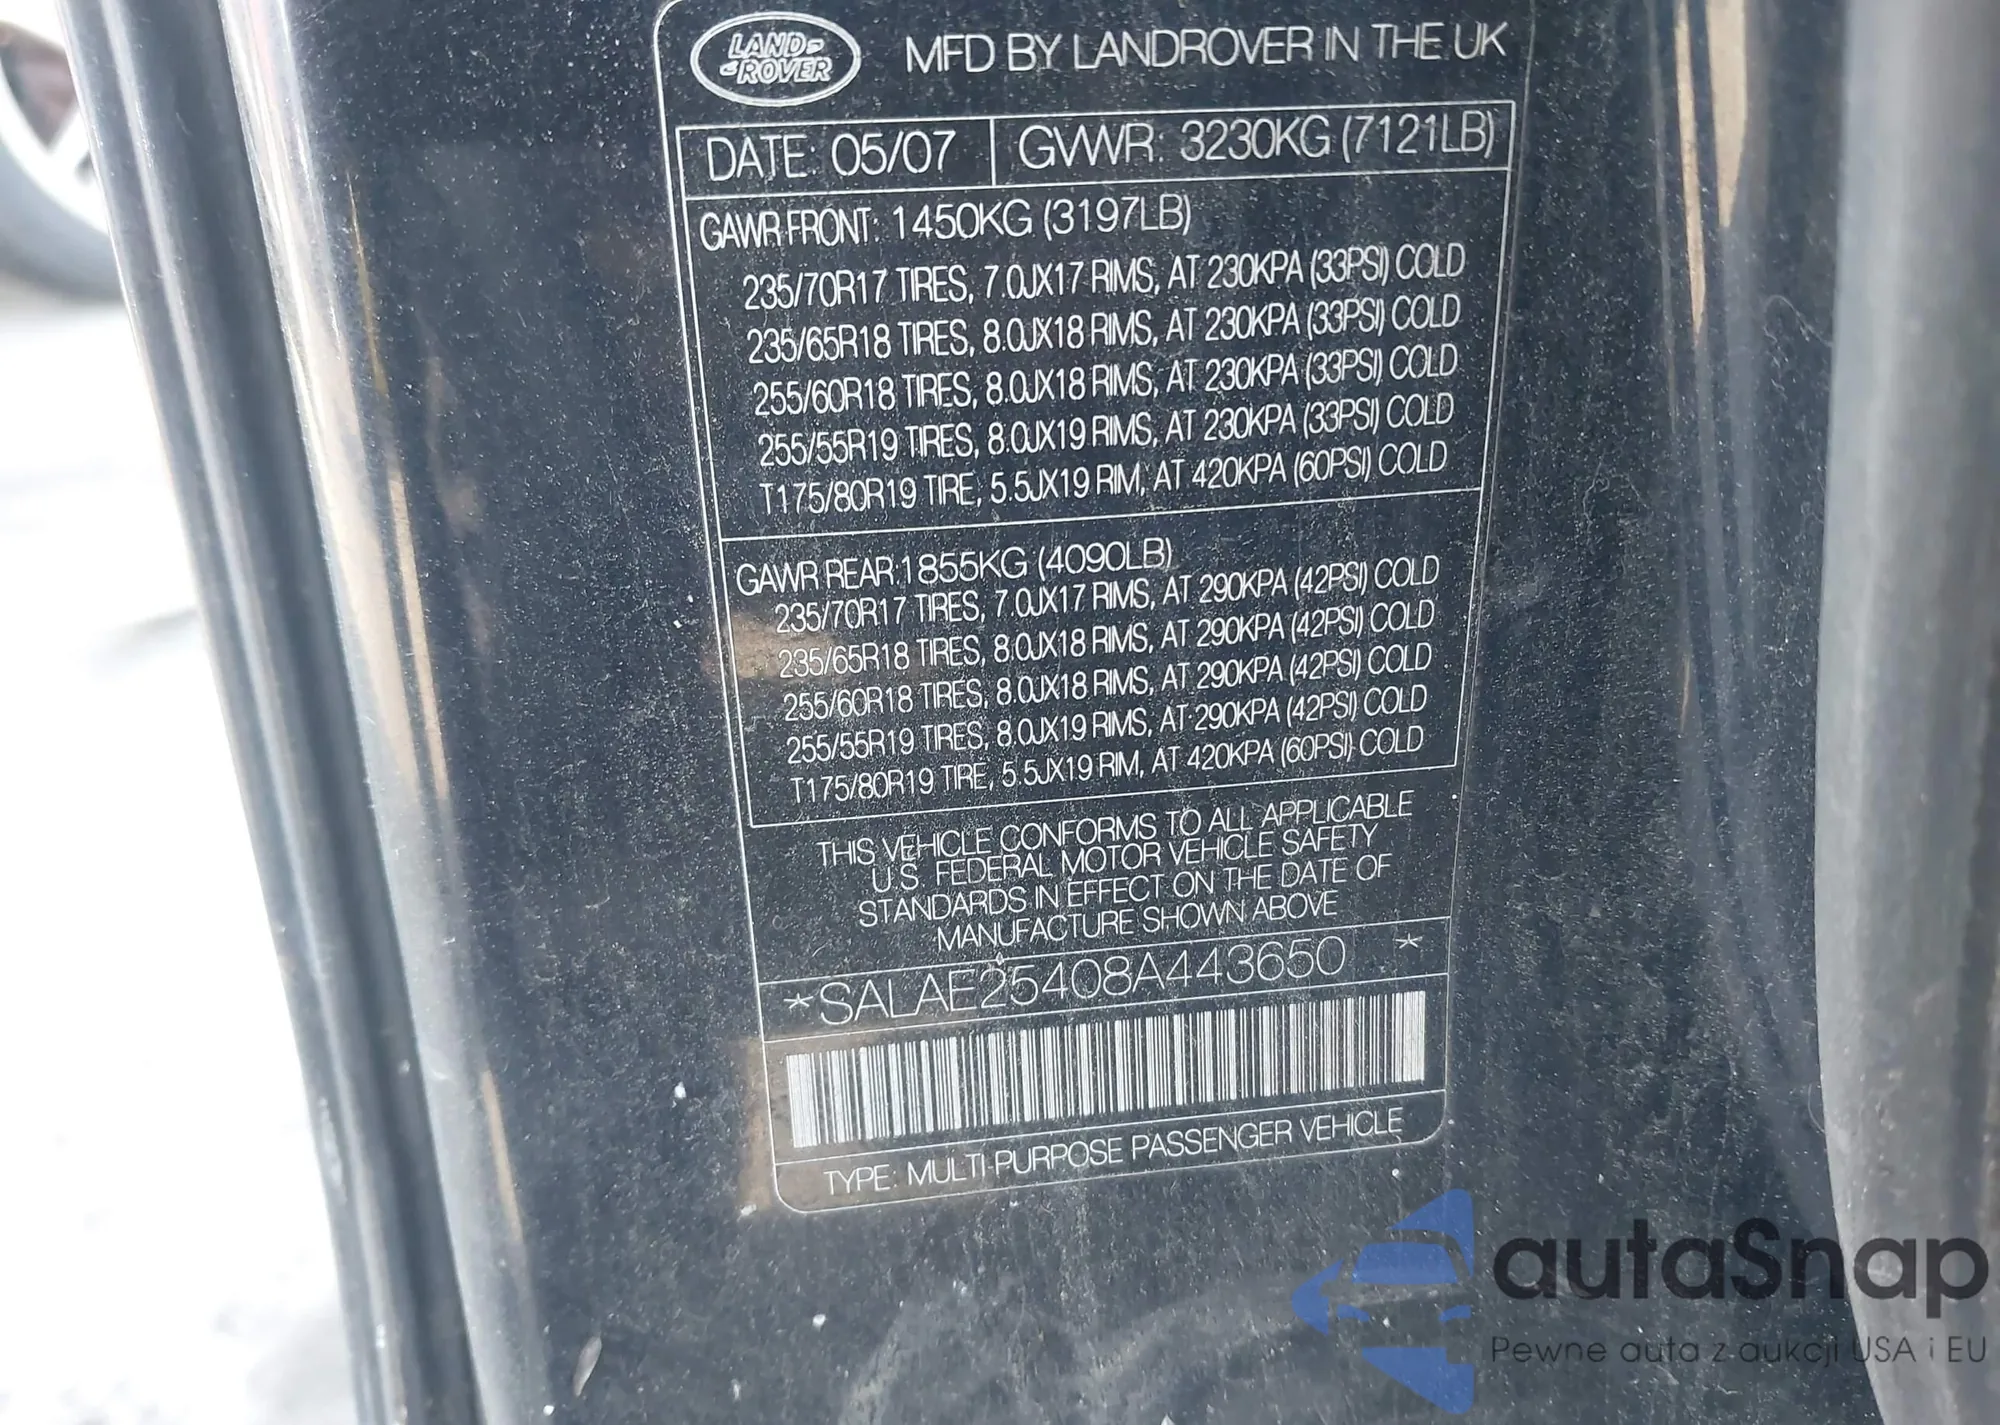 LAND-
ROVER
MFD BY LANDROVER IN THE UK
DATE: 05/07 GVWR: 3230KG (7121LB)
GAWR FRONT: 1450KG (3197LB)
235/70R17 TIRES, 7.0JX17 RIMS, AT 230KPA (33PSI) COLD
235/65R18 TIRES, 8.0JX18 RIMS, AT 230KPA (33PSI) COLD
255/60R18 TIRES, 8.0JX18 RIMS, AT 230KPA (33PSI) COLD
255/55R19 TIRES, 8.0JX19 RIMS, AT 230KPA (33PSI) COLD
T175/80R19 TIRE, 5.5JX19 RIM, AT 420KPA (60PSI) COLD
GAWR REAR: 1855KG (4090LB)
235/70R17 TIRES, 7.0JX17 RIMS, AT 290KPA (42PSI) COLD
235/65R18 TIRES, 8.0JX18 RIMS, AT 290KPA (42PSI) COLD
255/60R18 TIRES, 8.0JX18 RIMS, AT 290KPA (42PSI) COLD
255/55R19 TIRES, 8.0JX19 RIMS, AT 290KPA (42PSI) COLD
T175/80R19 TIRE, 5.5JX19 RIM, AT 420KPA (60PSI) COLD
THIS VEHICLE CONFORMS TO ALL APPLICABLE
U.S FEDERAL MOTOR VEHICLE SAFETY
STANDARDS IN EFFECT ON THE DATE OF
MANUFACTURE SHOWN ABOVE
*SALAE25408A443650 *
TYPE: MULTI-PURPOSE PASSENGER VEHICLE
autaSnap
Pewne auta z aukcji USA i EU